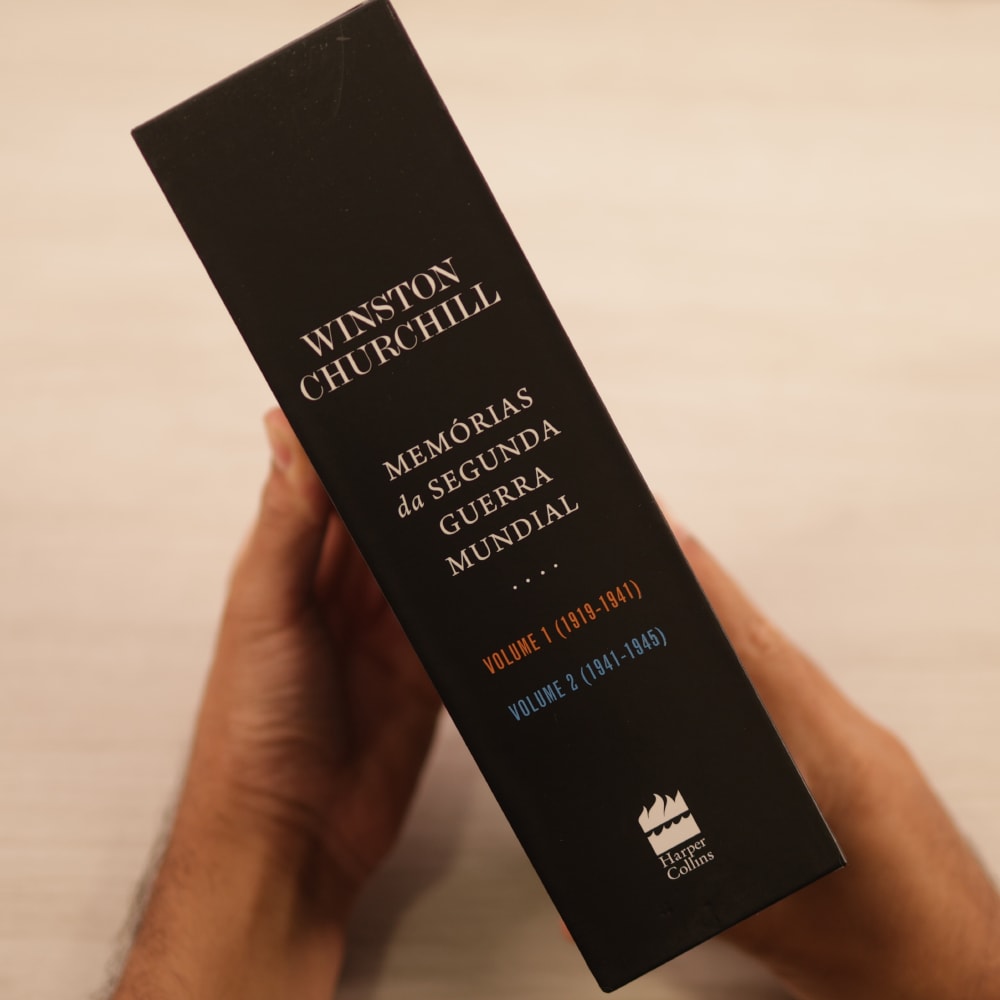 WINSTON
CHURCHILL
MEMÓRIAS
da SEGUNDA
GUERRA
MUNDIAL
....
VOLUME 1 (1919-1941)
VOLUME 2 (1941-1945)
Harper
Collins